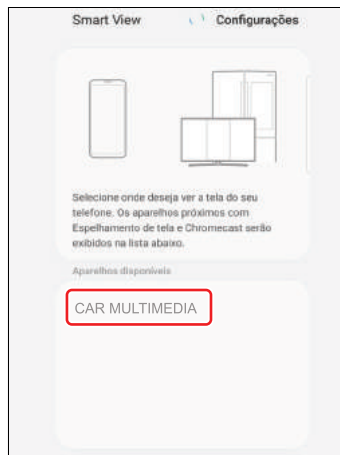 Smart View
Configurações
Selecione onde deseja ver a tela do seu
telefone. Os aparelhos próximos com
Espelhamento de tela e Chromecast serão
exibidos na lista abaixo.
Aparelhos disponíveis
CAR MULTIMEDIA